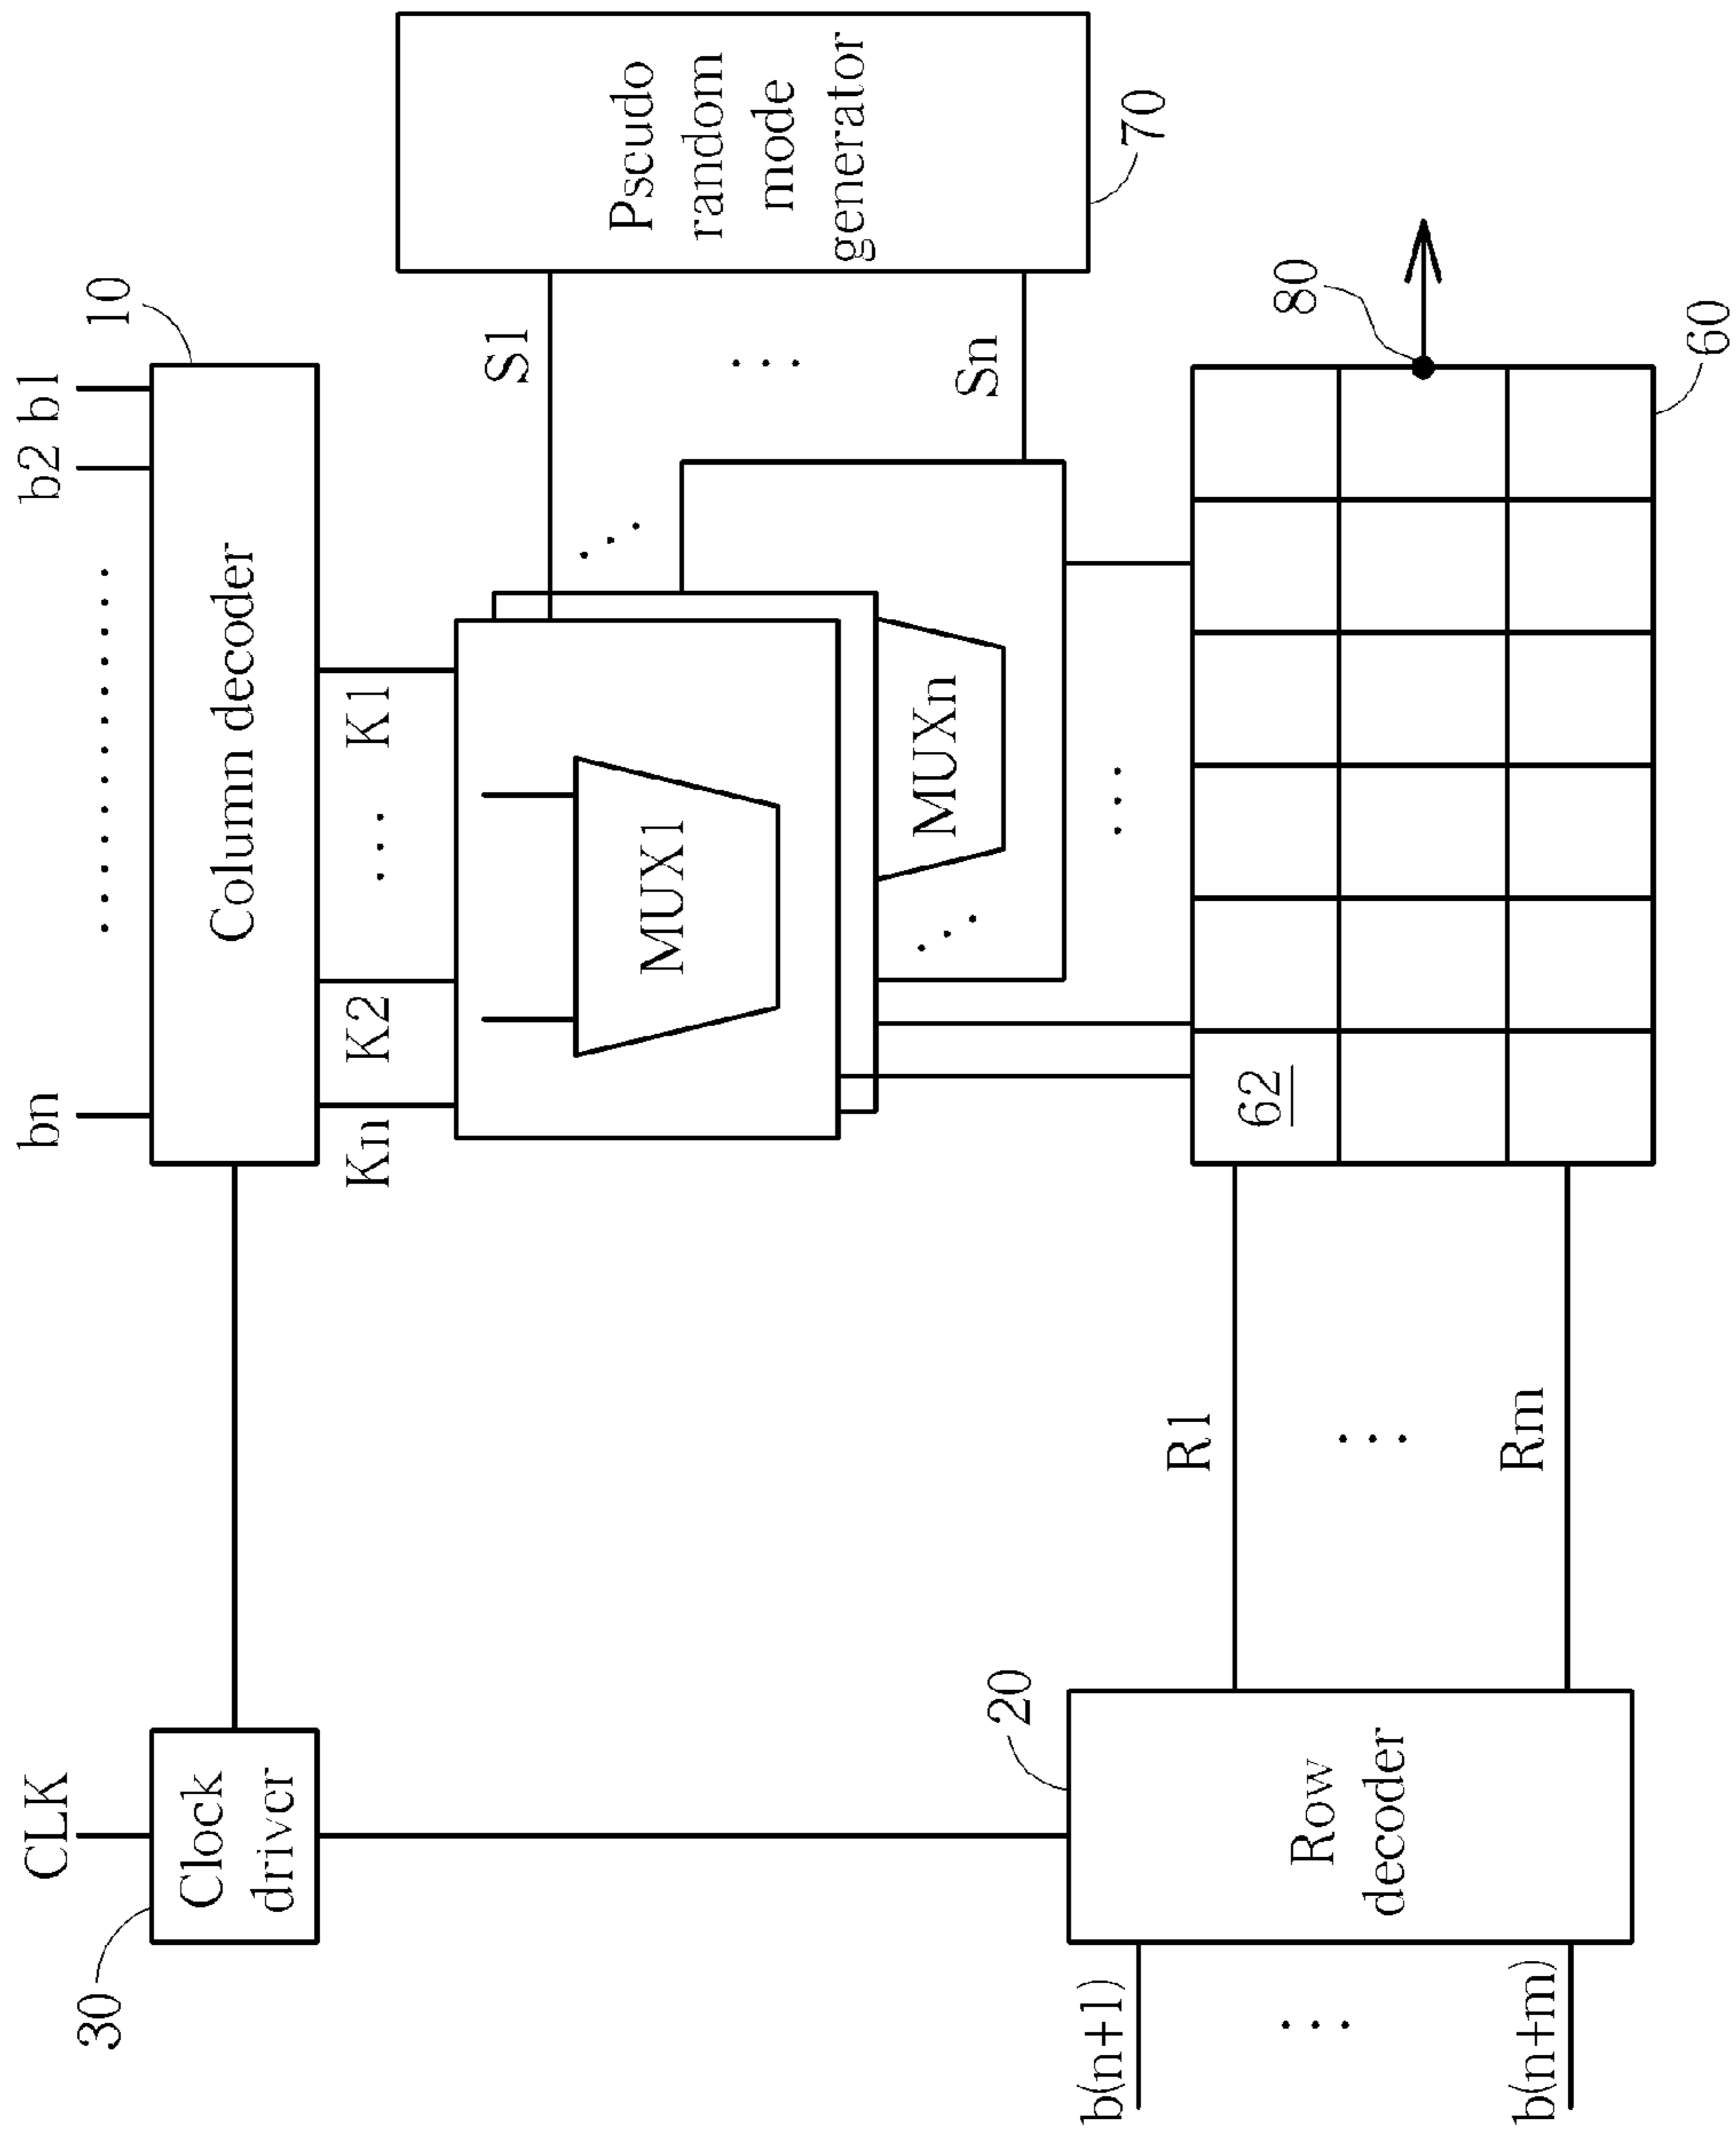 CLK
bn
b2
b1
30
10
Clock
driver
Column decoder
Kn
K2
K1
S1
MUX1
Pseudo
random
mode
generator
MUXn
Sn
70
20
b(n+1)
Row
decoder
R1
62
80
b(n+m)
Rm
60